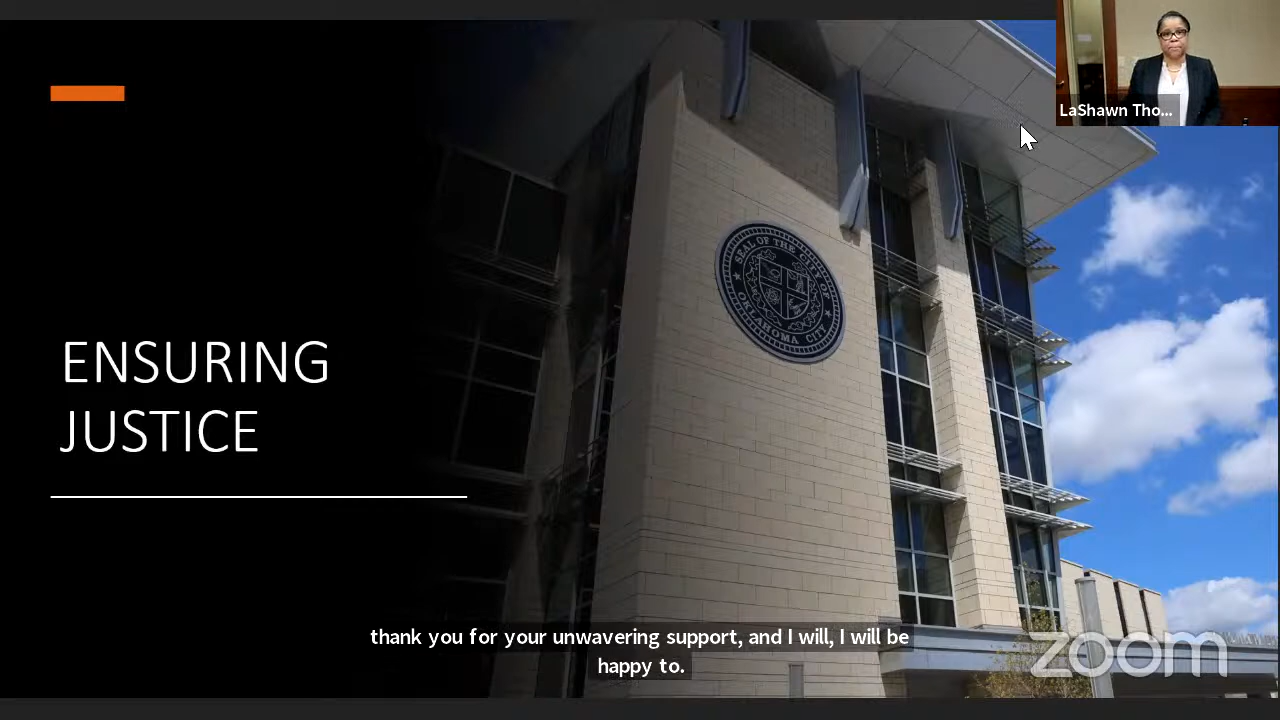 LaShawn Tho...
SEAL OF THE CITY OF
OKLAHOMA CITY
ENSURING
JUSTICE
thank you for your unwavering support, and I will, I will be
happy to.
zoom